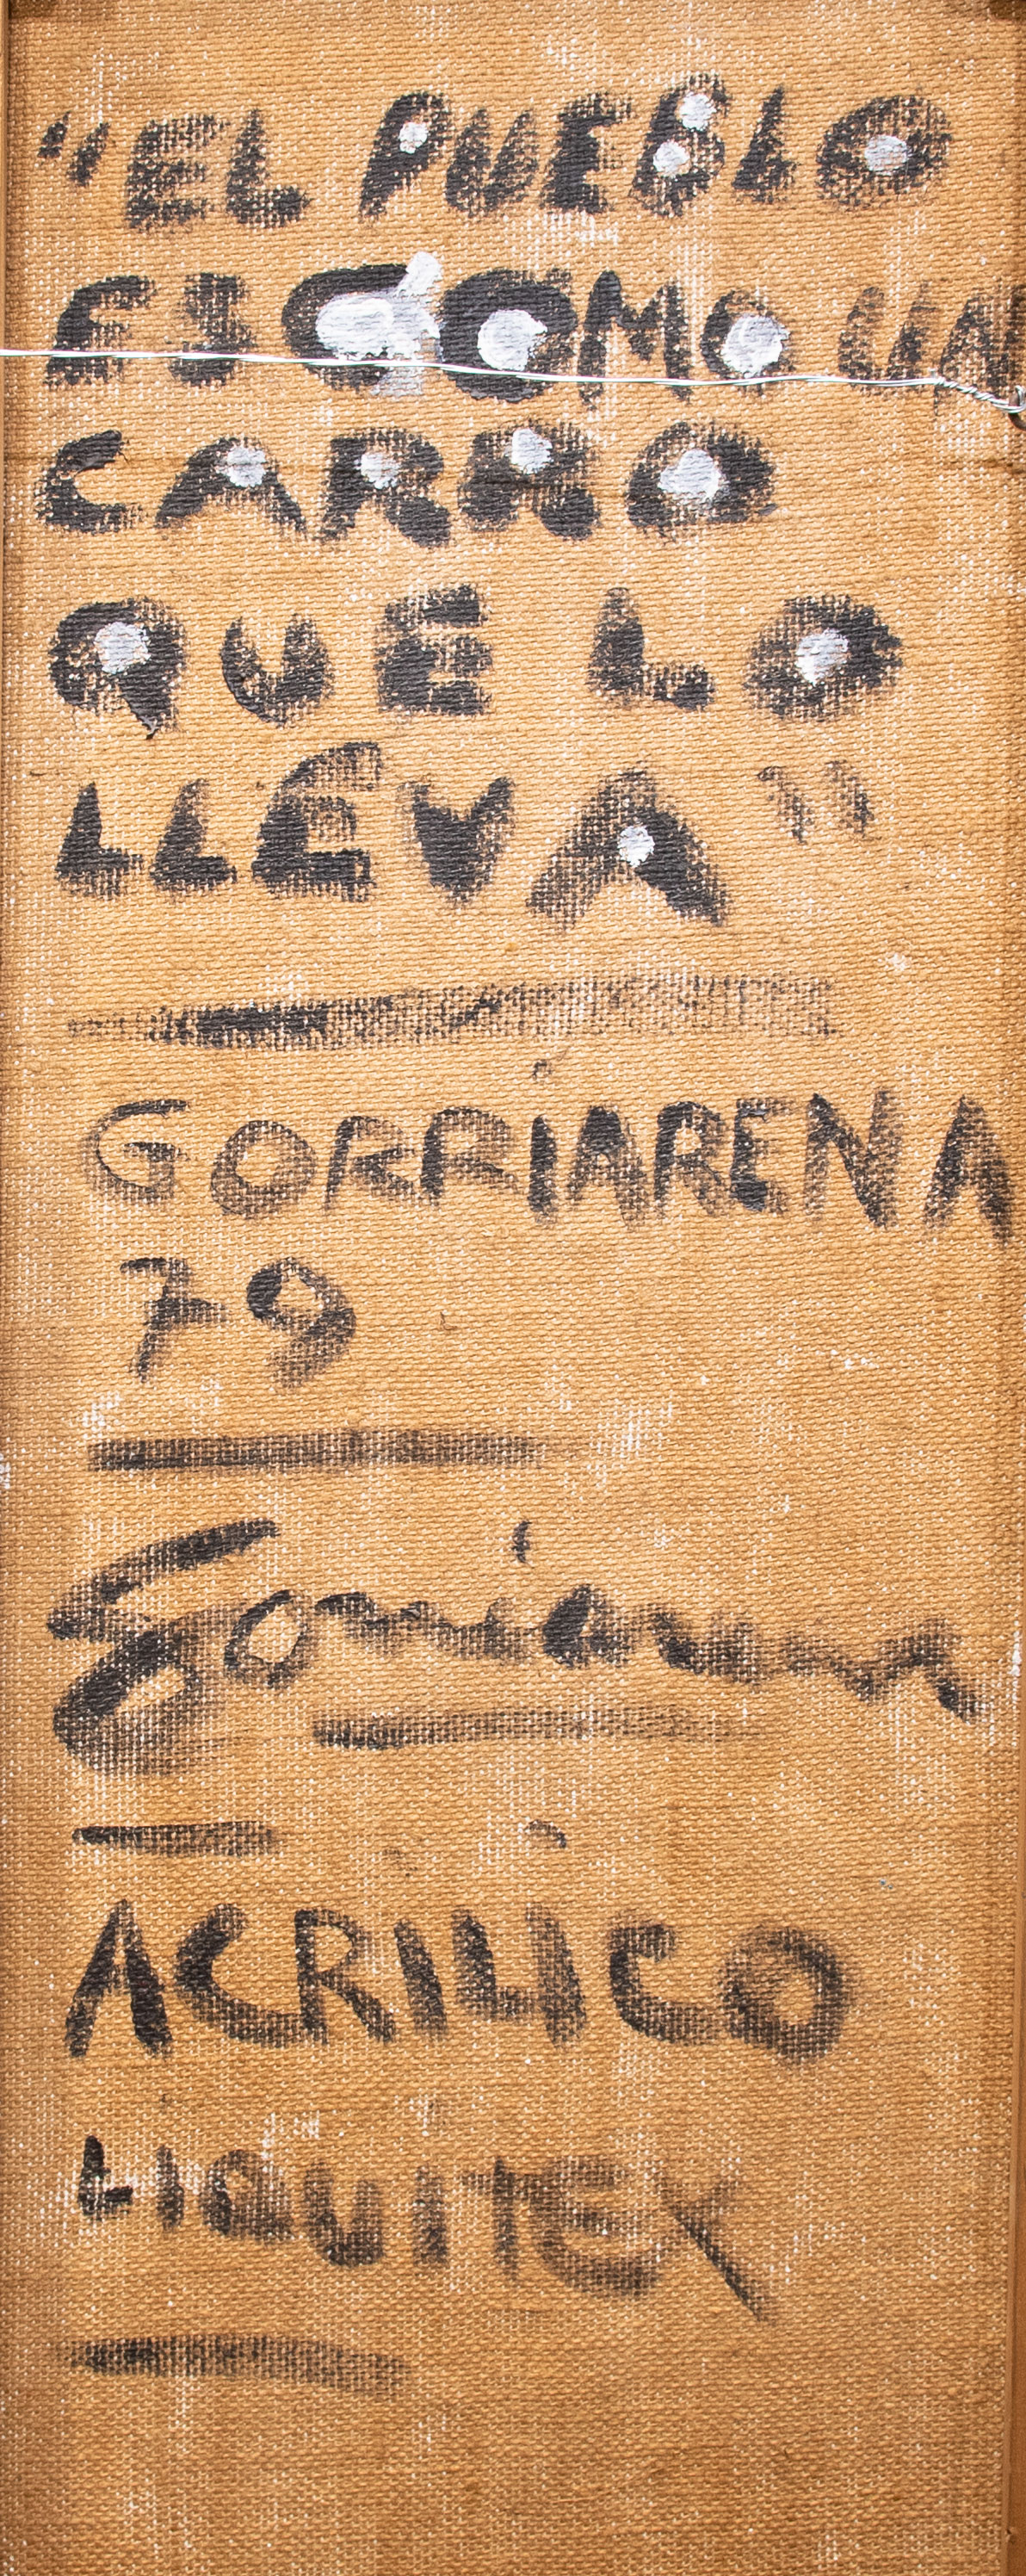 "EL PUEBLO
ES COMO UN
CARRO
QUE LO
LLEVA"
GORRIARENA
79
Gorriarena
ACRILICO
LIQUITEX